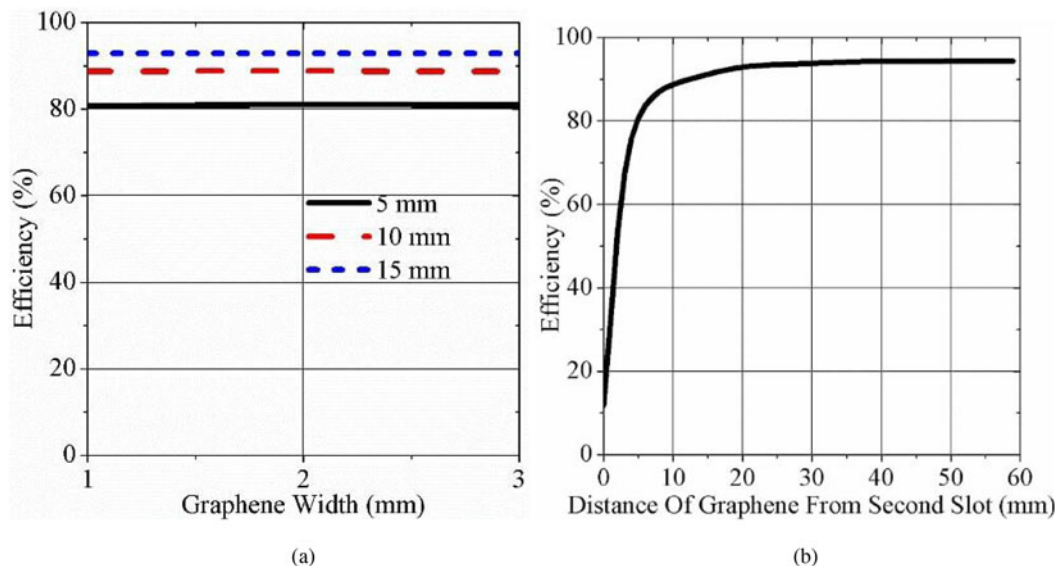 100
80
60
40
20
0
Efficiency (%)
5 mm
10 mm
15 mm
1
2
3
Graphene Width (mm)
(a)
100
80
60
40
20
0
Efficiency (%)
0
10
20
30
40
50
60
Distance Of Graphene From Second Slot (mm)
(b)